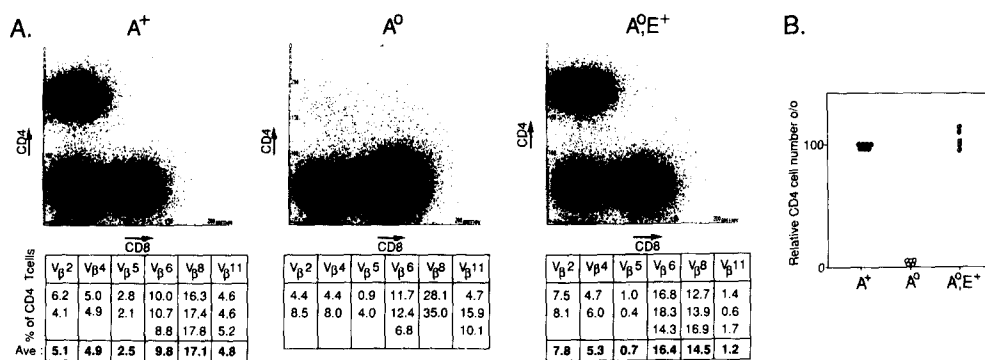 A.
A⁺
A⁰
A⁰,E⁺
B.
CD4
CD8
CD4
CD8
CD4
CD8
% of CD4 Tcells
Vβ2 Vβ4 Vβ5 Vβ6 Vβ8 Vβ11
6.2 5.0 2.8 10.0 16.3 4.6
4.1 4.9 2.1 10.7 17.4 4.6
8.8 17.8 5.2
Ave : 5.1 4.9 2.5 9.8 17.1 4.8
Vβ2 Vβ4 Vβ5 Vβ6 Vβ8 Vβ11
4.4 4.4 0.9 11.7 28.1 4.7
8.5 8.0 4.0 12.4 35.0 15.9
6.8 10.1
Vβ2 Vβ4 Vβ5 Vβ6 Vβ8 Vβ11
7.5 4.7 1.0 16.8 12.7 1.4
8.1 6.0 0.4 18.3 13.9 0.6
14.3 16.9 1.7
7.8 5.3 0.7 16.4 14.5 1.2
Relative CD4 cell number o/o
100
0
A⁺ A⁰ A⁰,E⁺